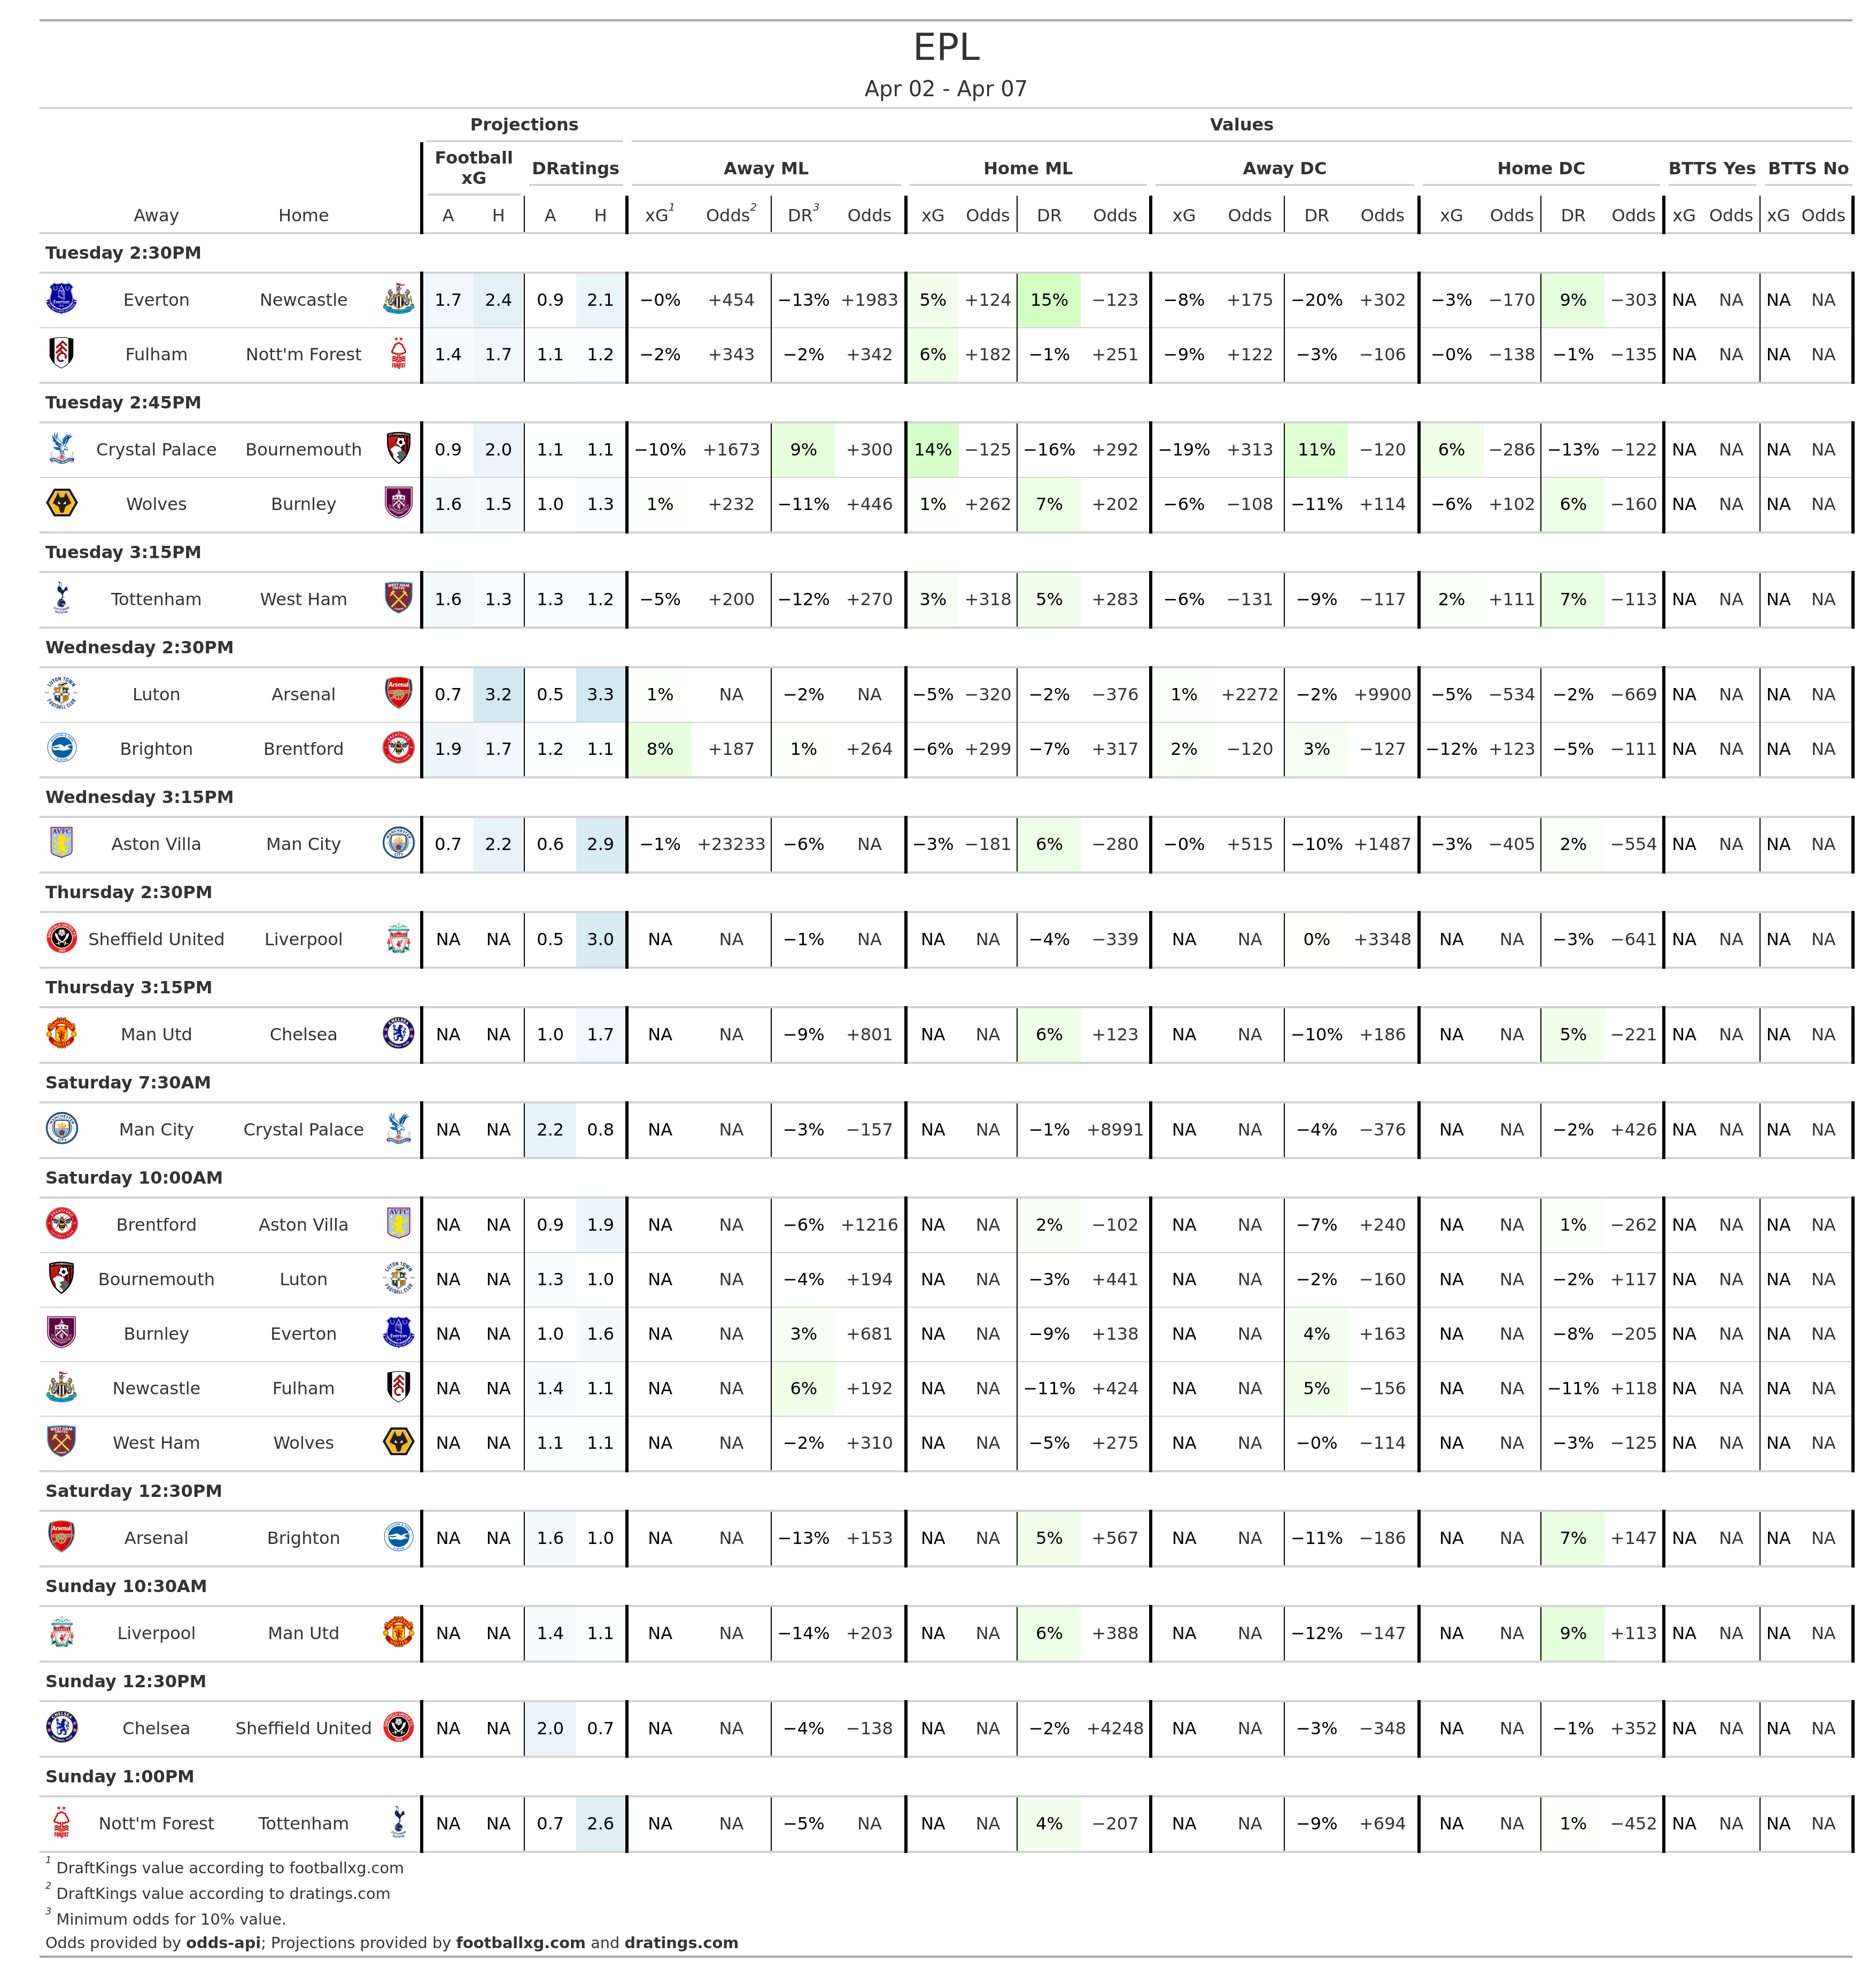 EPL
Apr 02 - Apr 07
Projections Values
Football xG DRatings Away ML Home ML Away DC Home DC BTTS Yes BTTS No
Away Home A H A H xG1 Odds2 DR3 Odds xG Odds DR Odds xG Odds DR Odds xG Odds DR Odds xG Odds xG Odds
Tuesday 2:30PM
Everton Newcastle 1.7 2.4 0.9 2.1 −0% +454 −13% +1983 5% +124 15% −123 −8% +175 −20% +302 −3% −170 9% −303 NA NA NA NA
Fulham Nott'm Forest 1.4 1.7 1.1 1.2 −2% +343 −2% +342 6% +182 −1% +251 −9% +122 −3% −106 −0% −138 −1% −135 NA NA NA NA
Tuesday 2:45PM
Crystal Palace Bournemouth 0.9 2.0 1.1 1.1 −10% +1673 9% +300 14% −125 −16% +292 −19% +313 11% −120 6% −286 −13% −122 NA NA NA NA
Wolves Burnley 1.6 1.5 1.0 1.3 1% +232 −11% +446 1% +262 7% +202 −6% −108 −11% +114 −6% +102 6% −160 NA NA NA NA
Tuesday 3:15PM
Tottenham West Ham 1.6 1.3 1.3 1.2 −5% +200 −12% +270 3% +318 5% +283 −6% −131 −9% −117 2% +111 7% −113 NA NA NA NA
Wednesday 2:30PM
Luton Arsenal 0.7 3.2 0.5 3.3 1% NA −2% NA −5% −320 −2% −376 1% +2272 −2% +9900 −5% −534 −2% −669 NA NA NA NA
Brighton Brentford 1.9 1.7 1.2 1.1 8% +187 1% +264 −6% +299 −7% +317 2% −120 3% −127 −12% +123 −5% −111 NA NA NA NA
Wednesday 3:15PM
Aston Villa Man City 0.7 2.2 0.6 2.9 −1% +23233 −6% NA −3% −181 6% −280 −0% +515 −10% +1487 −3% −405 2% −554 NA NA NA NA
Thursday 2:30PM
Sheffield United Liverpool NA NA 0.5 3.0 NA NA −1% NA NA NA −4% −339 NA NA 0% +3348 NA NA −3% −641 NA NA NA NA
Thursday 3:15PM
Man Utd Chelsea NA NA 1.0 1.7 NA NA −9% +801 NA NA 6% +123 NA NA −10% +186 NA NA 5% −221 NA NA NA NA
Saturday 7:30AM
Man City Crystal Palace NA NA 2.2 0.8 NA NA −3% −157 NA NA −1% +8991 NA NA −4% −376 NA NA −2% +426 NA NA NA NA
Saturday 10:00AM
Brentford Aston Villa NA NA 0.9 1.9 NA NA −6% +1216 NA NA 2% −102 NA NA −7% +240 NA NA 1% −262 NA NA NA NA
Bournemouth Luton NA NA 1.3 1.0 NA NA −4% +194 NA NA −3% +441 NA NA −2% −160 NA NA −2% +117 NA NA NA NA
Burnley Everton NA NA 1.0 1.6 NA NA 3% +681 NA NA −9% +138 NA NA 4% +163 NA NA −8% −205 NA NA NA NA
Newcastle Fulham NA NA 1.4 1.1 NA NA 6% +192 NA NA −11% +424 NA NA 5% −156 NA NA −11% +118 NA NA NA NA
West Ham Wolves NA NA 1.1 1.1 NA NA −2% +310 NA NA −5% +275 NA NA −0% −114 NA NA −3% −125 NA NA NA NA
Saturday 12:30PM
Arsenal Brighton NA NA 1.6 1.0 NA NA −13% +153 NA NA 5% +567 NA NA −11% −186 NA NA 7% +147 NA NA NA NA
Sunday 10:30AM
Liverpool Man Utd NA NA 1.4 1.1 NA NA −14% +203 NA NA 6% +388 NA NA −12% −147 NA NA 9% +113 NA NA NA NA
Sunday 12:30PM
Chelsea Sheffield United NA NA 2.0 0.7 NA NA −4% −138 NA NA −2% +4248 NA NA −3% −348 NA NA −1% +352 NA NA NA NA
Sunday 1:00PM
Nott'm Forest Tottenham NA NA 0.7 2.6 NA NA −5% NA NA NA 4% −207 NA NA −9% +694 NA NA 1% −452 NA NA NA NA
1 DraftKings value according to footballxg.com
2 DraftKings value according to dratings.com
3 Minimum odds for 10% value.
Odds provided by odds-api; Projections provided by footballxg.com and dratings.com